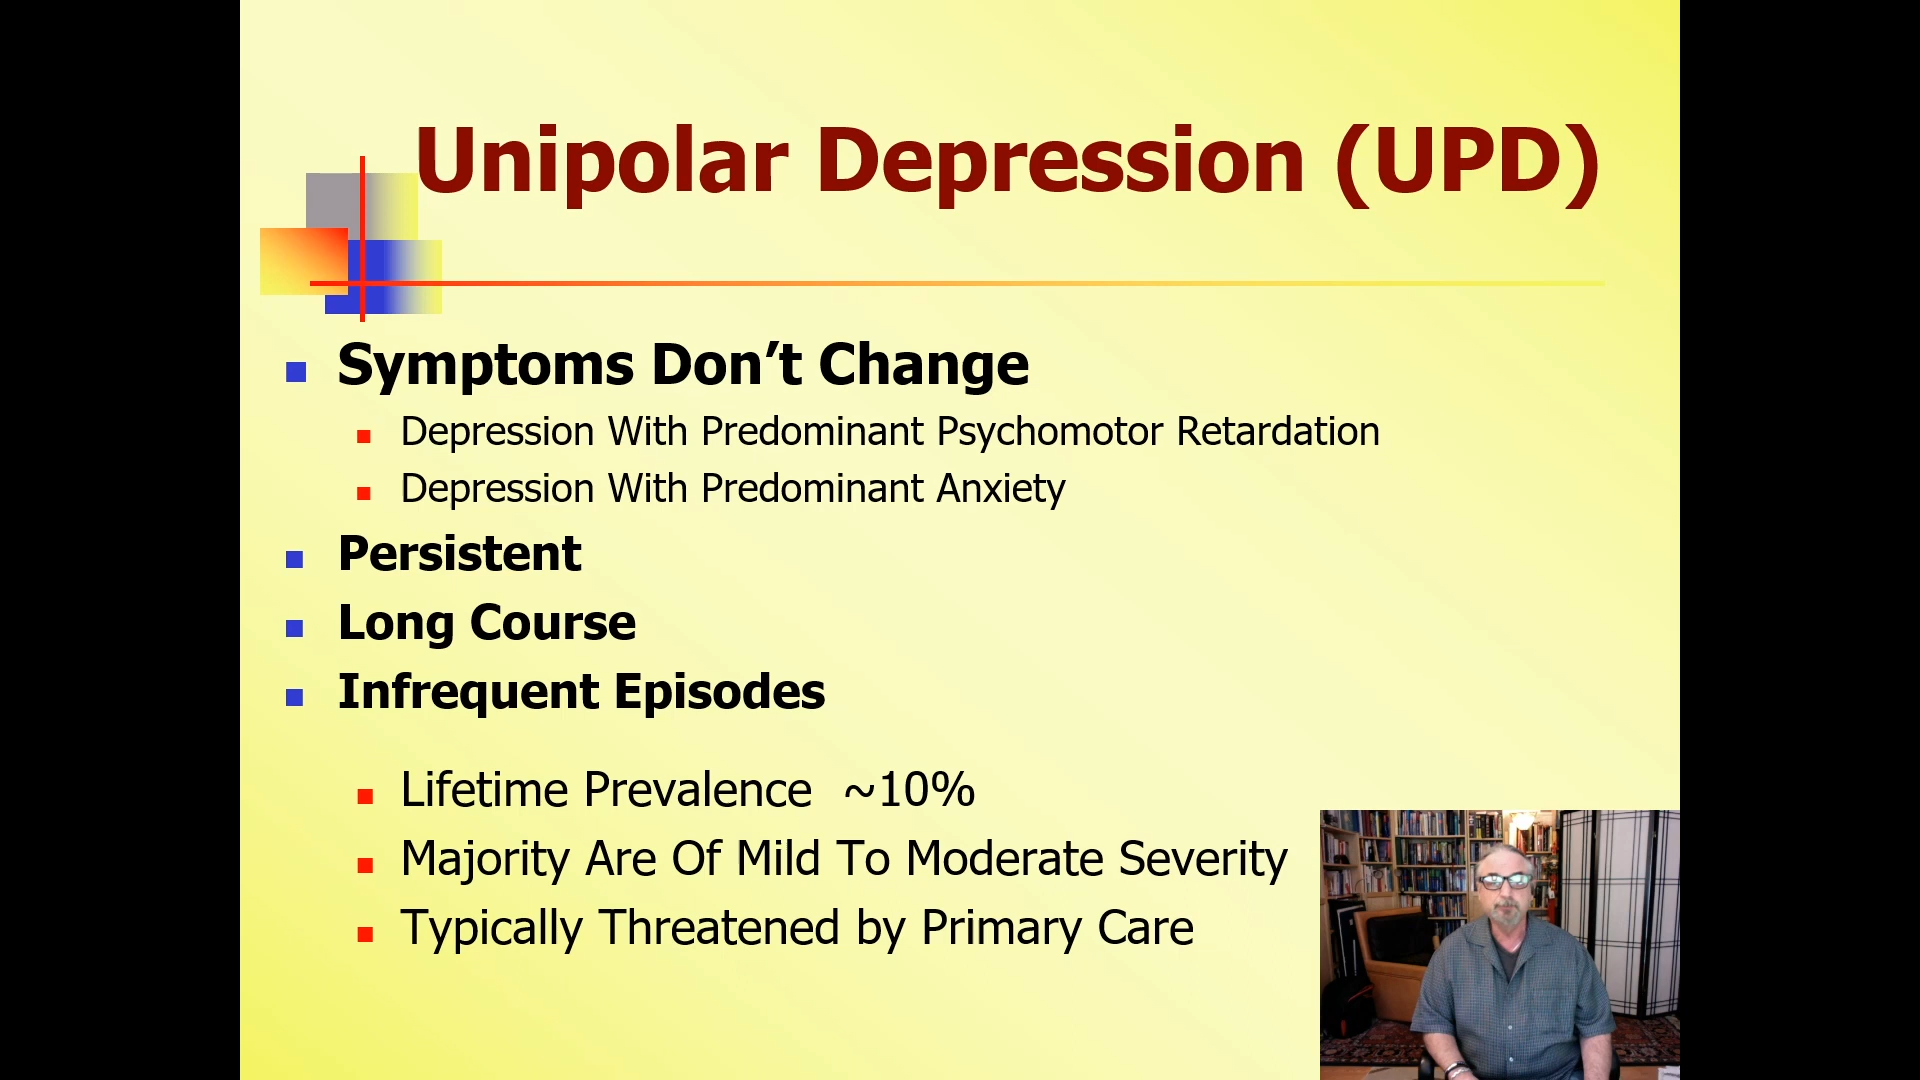 Unipolar Depression (UPD)
Symptoms Don’t Change
Depression With Predominant Psychomotor Retardation
Depression With Predominant Anxiety
Persistent
Long Course
Infrequent Episodes
Lifetime Prevalence ~10%
Majority Are Of Mild To Moderate Severity
Typically Threatened by Primary Care